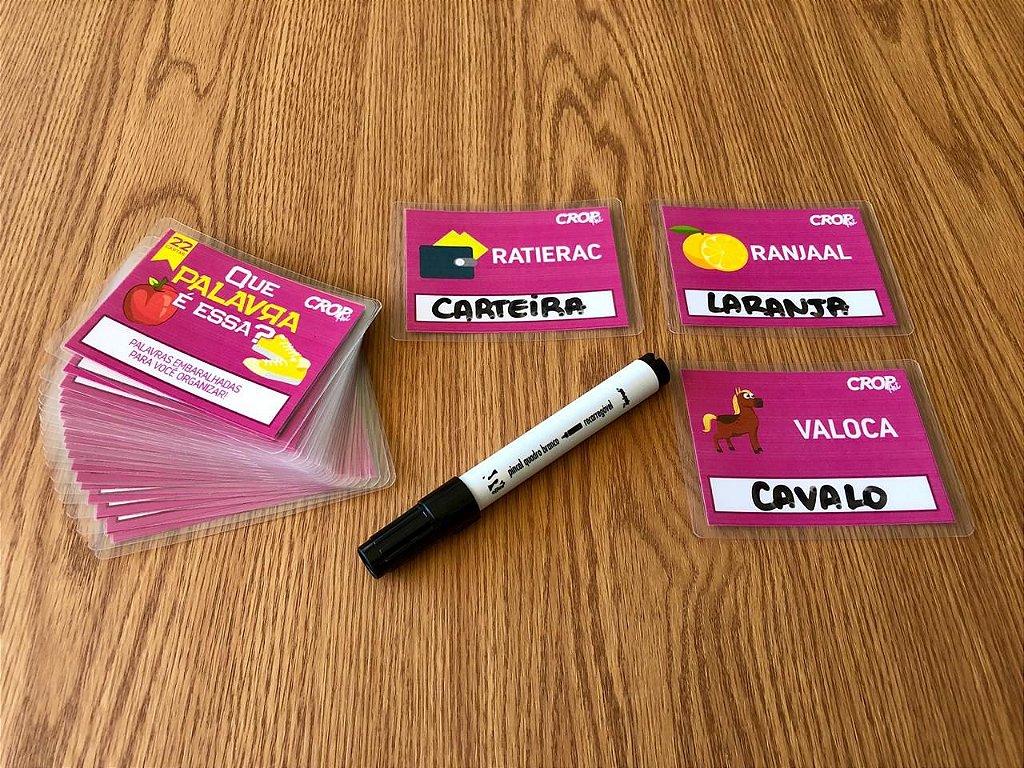 22
CARTAS
QUE
PALAVRA
É ESSA?
CROP
PALAVRAS EMBARALHADAS
PARA VOCÊ ORGANIZAR!
CROP
RATIERAC
CARTEIRA
CROP
RANJAAL
LARANJA
CROP
VALOCA
CAVALO
pincel quadro branco recarregável